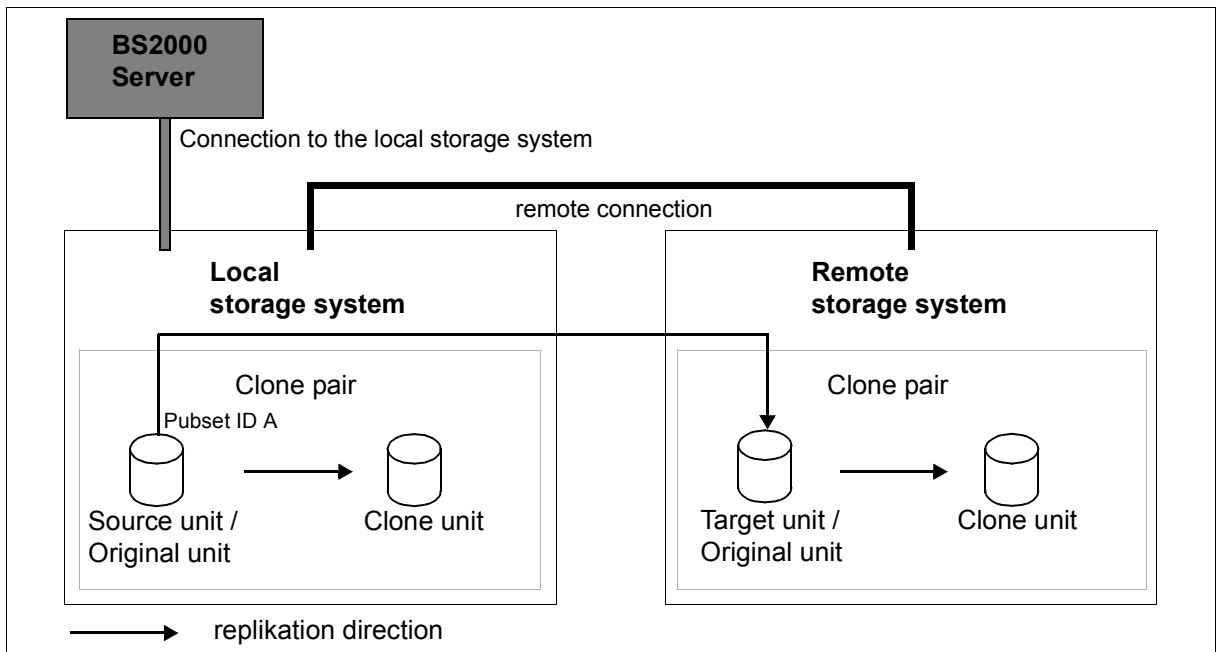 BS2000
Server
Connection to the local storage system
remote connection
Local
storage system
Remote
storage system
Clone pair
Pubset ID A
Source unit /
Original unit
Clone unit
Clone pair
Target unit /
Original unit
Clone unit
replikation direction